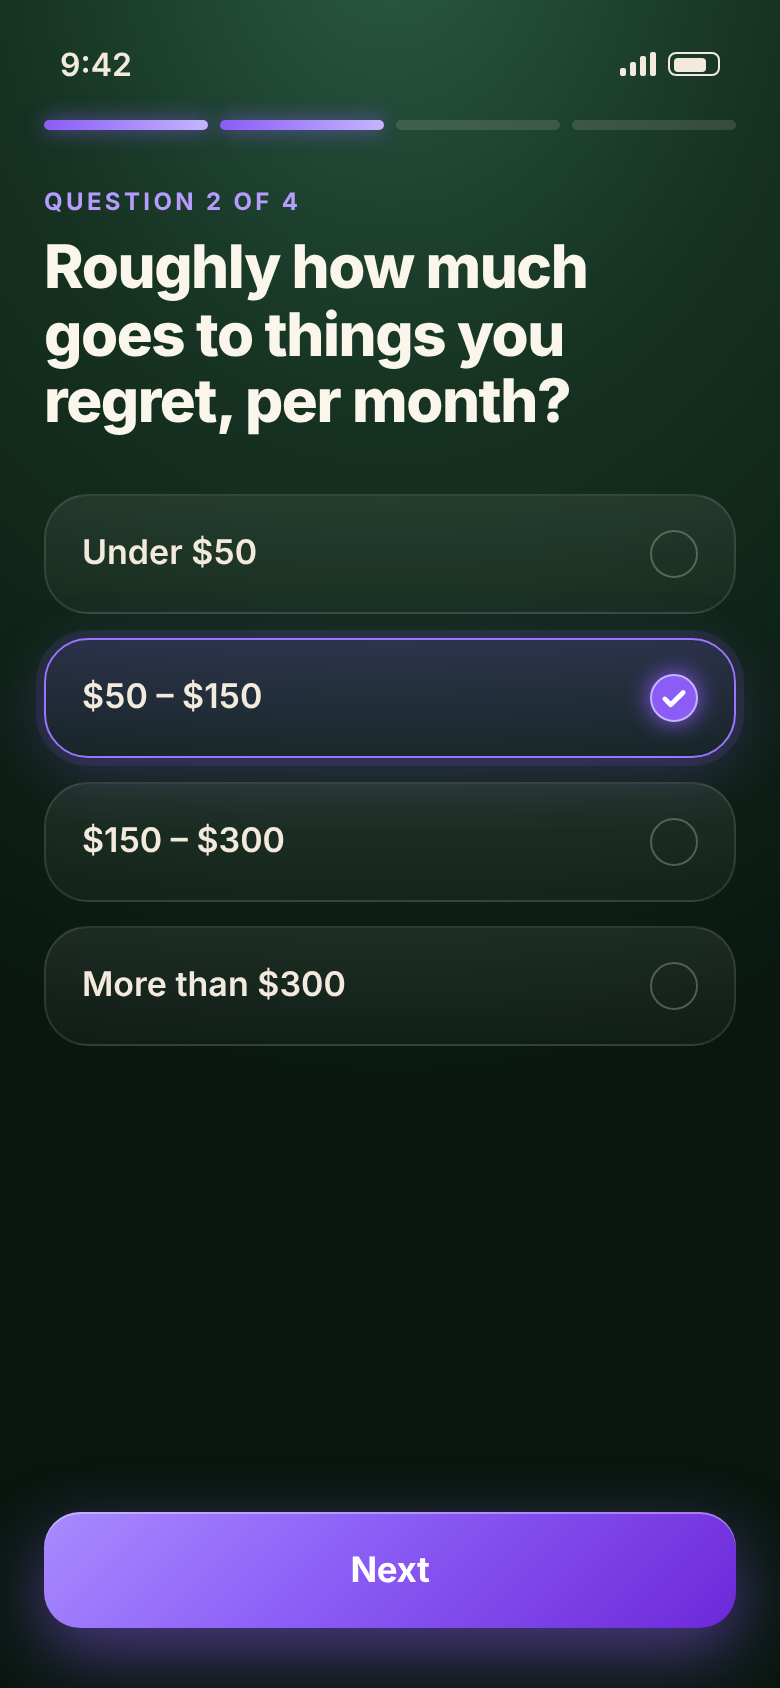 9:42
QUESTION 2 OF 4
Roughly how much
goes to things you
regret, per month?
Under $50
$50 – $150
$150 – $300
More than $300
Next